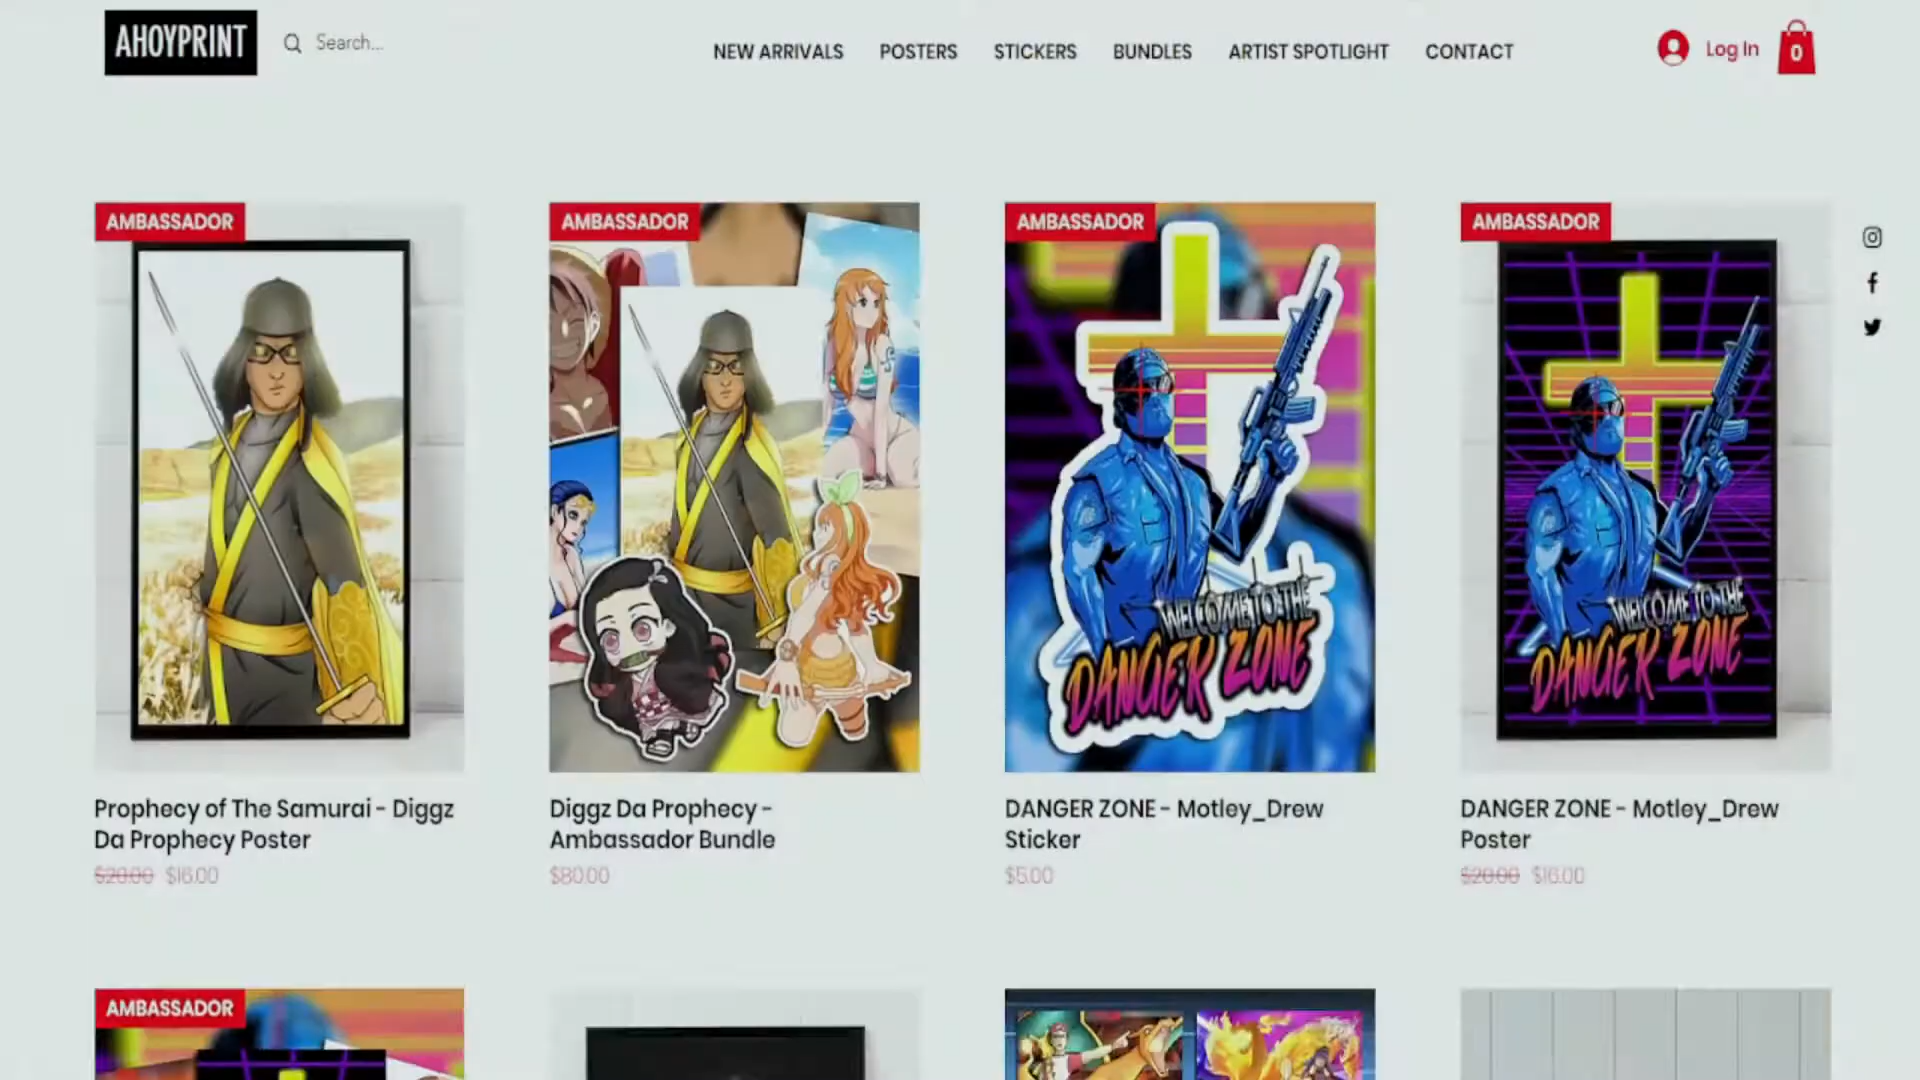 AHOYPRINT
Search...
NEW ARRIVALS
POSTERS
STICKERS
BUNDLES
ARTIST SPOTLIGHT
CONTACT
Log In
0
AMBASSADOR
AMBASSADOR
AMBASSADOR
AMBASSADOR
WELCOME TO THE
DANGER ZONE
WELCOME TO THE
DANGER ZONE
Prophecy of The Samurai - Diggz
Da Prophecy Poster
$20.00 $16.00
Diggz Da Prophecy -
Ambassador Bundle
$80.00
DANGER ZONE - Motley_Drew
Sticker
$5.00
DANGER ZONE - Motley_Drew
Poster
$20.00 $16.00
AMBASSADOR